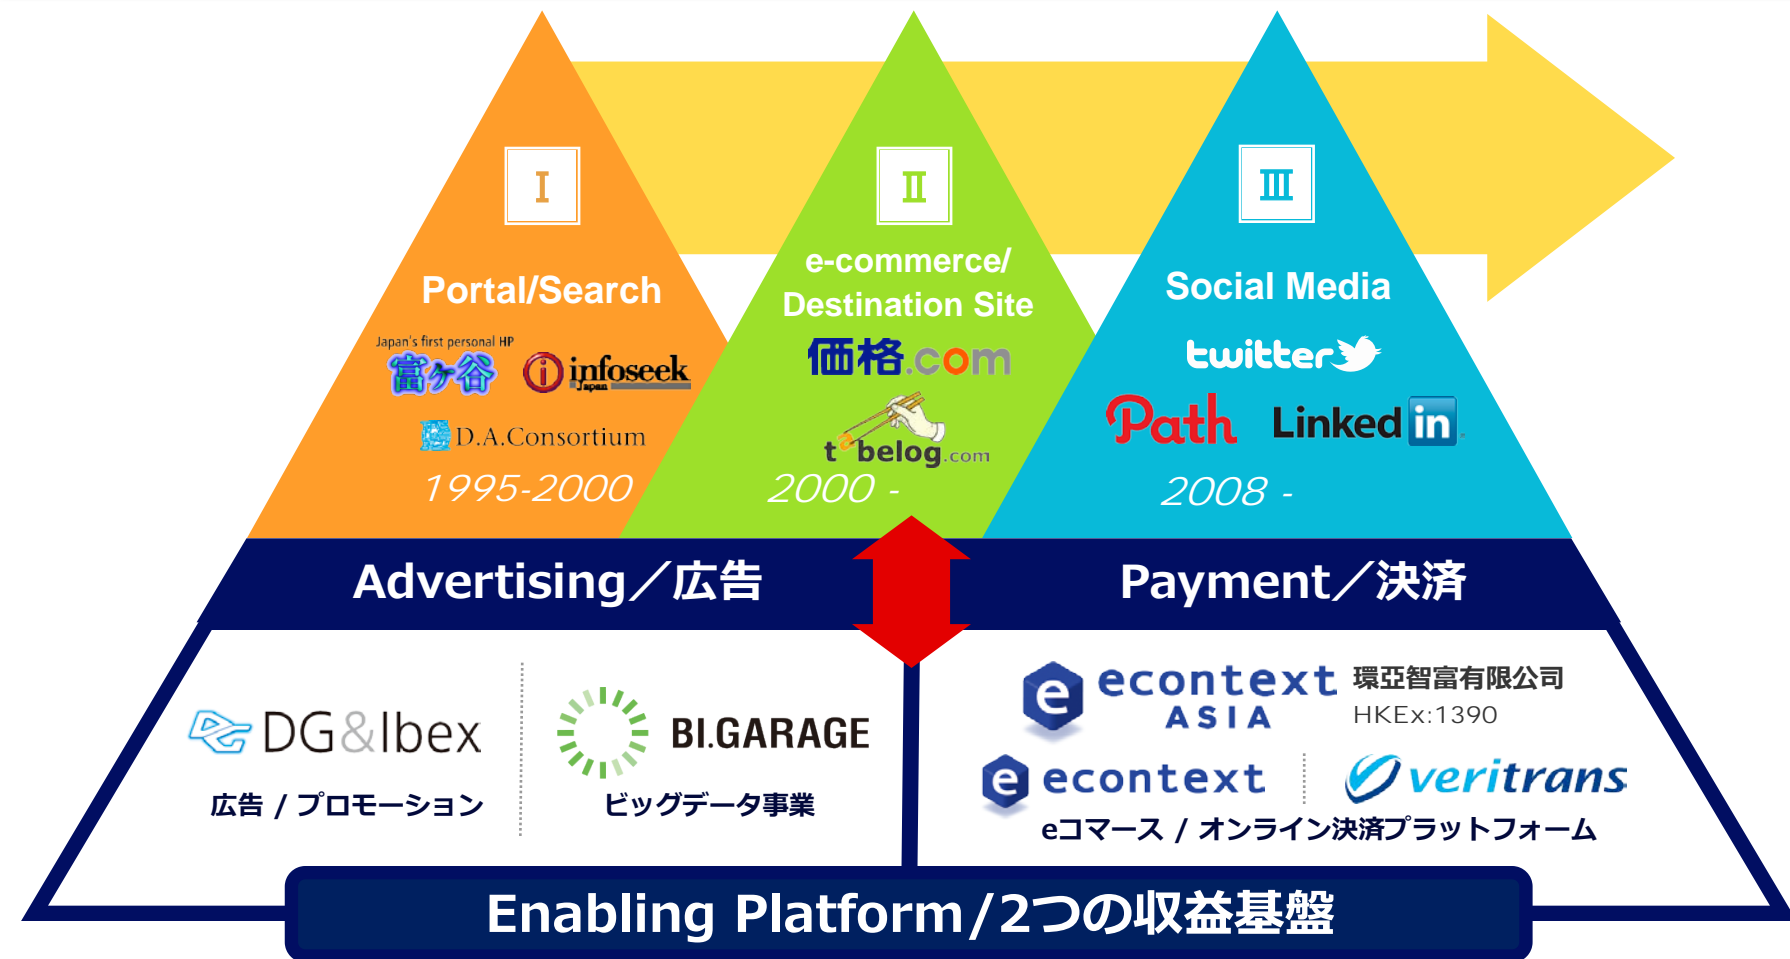 I
Portal/Search
Japan's first personal HP
富ヶ谷
i infoseek
Japan
D.A.Consortium
1995-2000
II
e-commerce/
Destination Site
価格.com
tabelog.com
2000 -
III
Social Media
twitter
Path
Linked in
2008 -
Advertising／広告
Payment／決済
DG&Ibex
広告 / プロモーション
BI.GARAGE
ビッグデータ事業
e econtext
ASIA
環亞智富有限公司
HKEx:1390
e econtext
veritrans
eコマース / オンライン決済プラットフォーム
Enabling Platform/2つの収益基盤